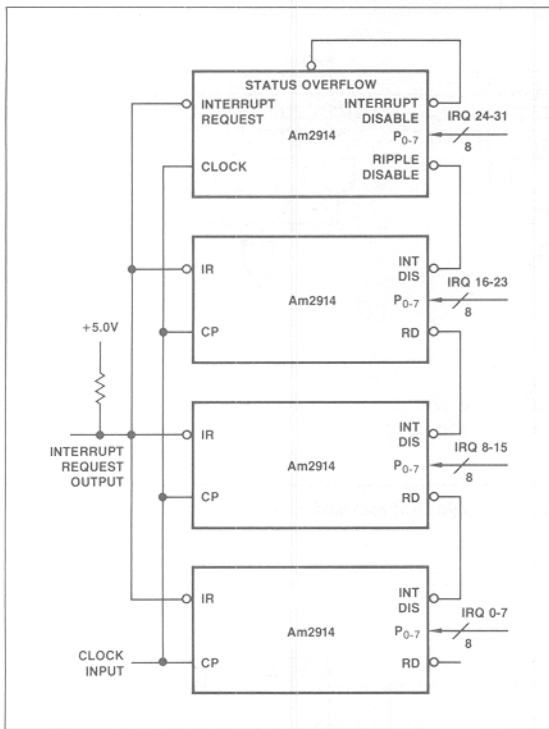 STATUS OVERFLOW
INTERRUPT REQUEST
INTERRUPT DISABLE
Am2914
P0-7
IRQ 24-31
8
CLOCK
RIPPLE DISABLE
IR
INT DIS
IRQ 16-23
Am2914
P0-7
8
+5.0V
CP
RD
IR
INT DIS
IRQ 8-15
INTERRUPT REQUEST OUTPUT
Am2914
P0-7
8
CP
RD
IR
INT DIS
IRQ 0-7
Am2914
P0-7
8
CLOCK INPUT
CP
RD